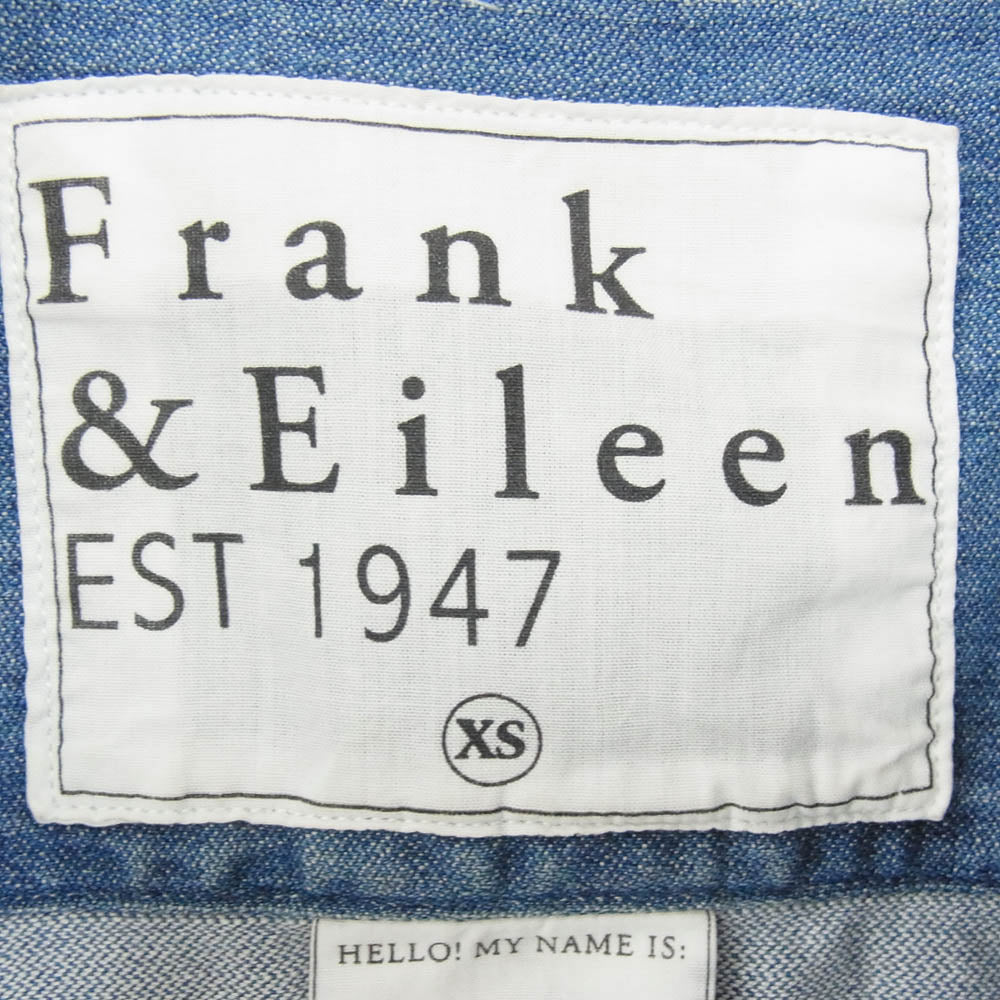 Frank
& Eileen
EST 1947
XS
HELLO! MY NAME IS: